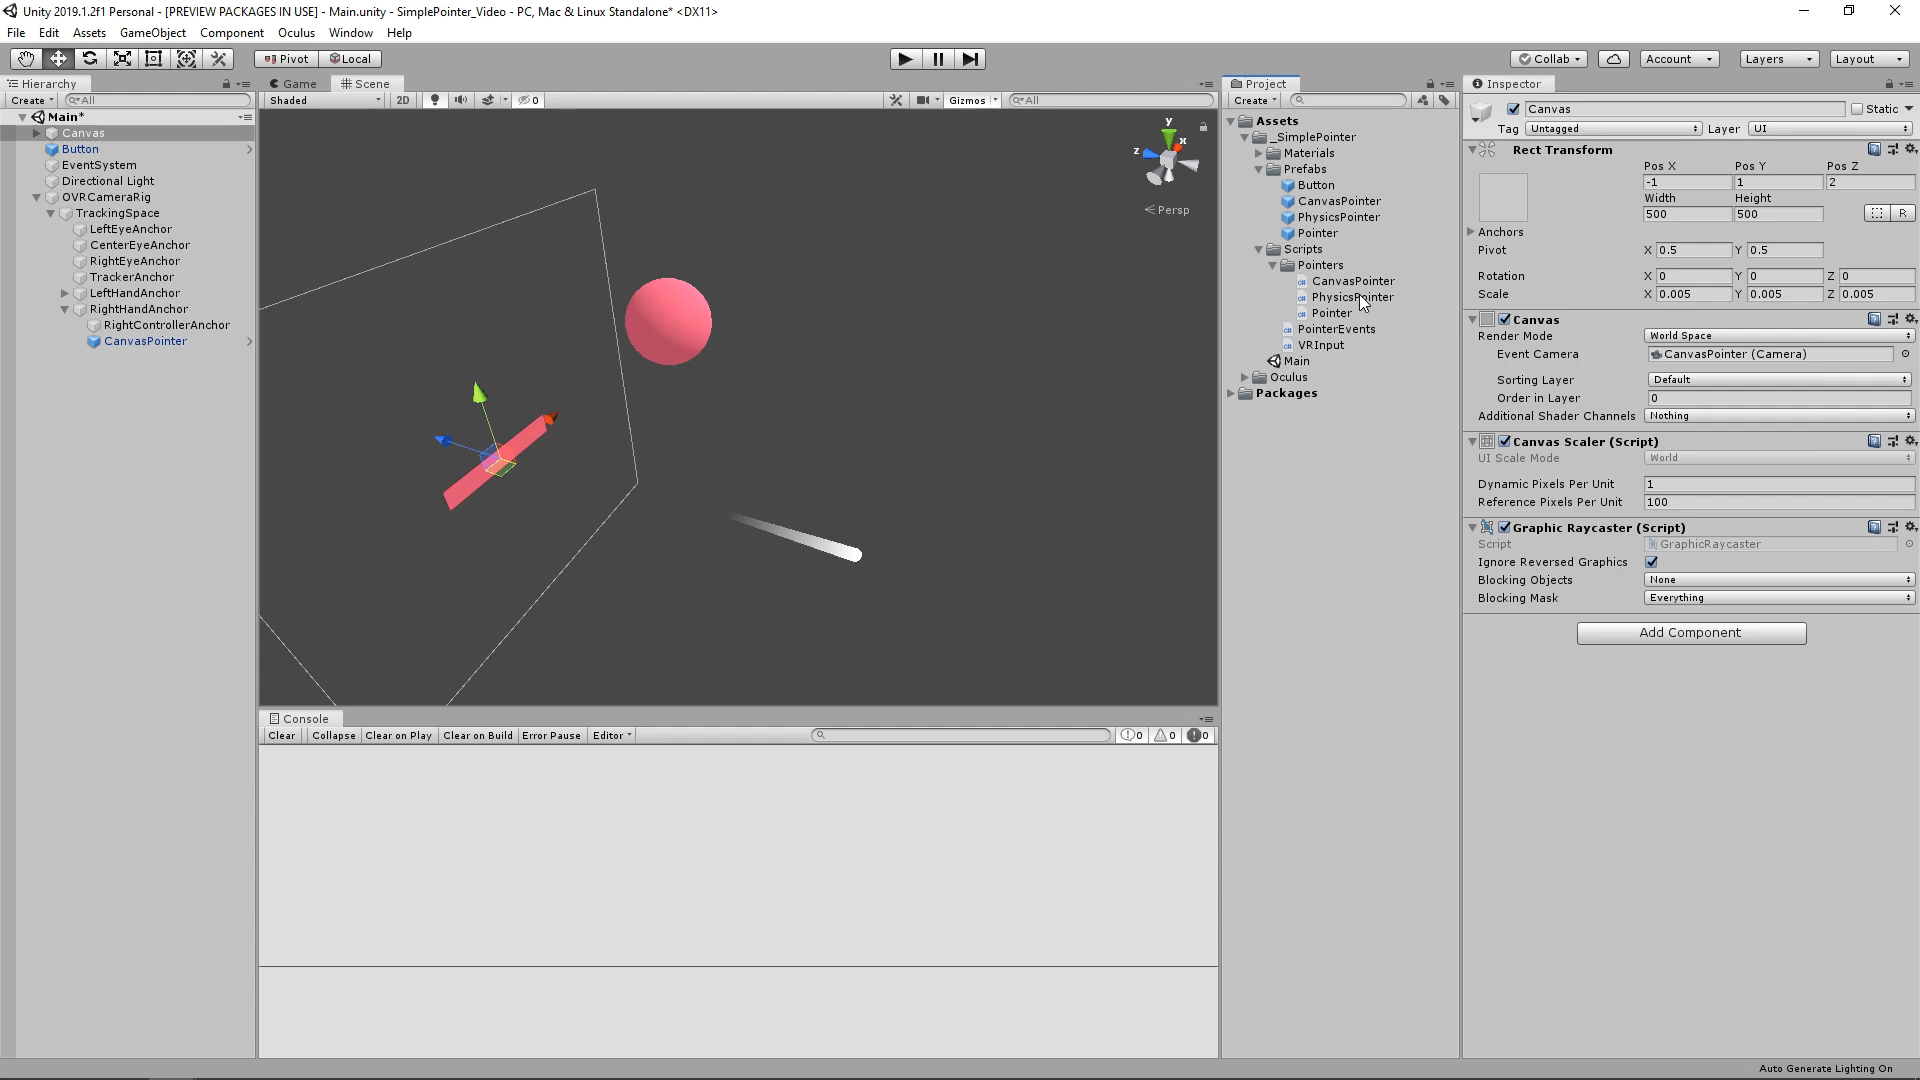 Unity 2019.1.2f1 Personal - [PREVIEW PACKAGES IN USE] - Main.unity - SimplePointer_Video - PC, Mac & Linux Standalone* <DX11>
File Edit Assets GameObject Component Oculus Window Help
Pivot Local Collab Account Layers Layout
Hierarchy
Create All
Main*
Canvas
Button
EventSystem
Directional Light
OVRCameraRig
TrackingSpace
LeftEyeAnchor
CenterEyeAnchor
RightEyeAnchor
TrackerAnchor
LeftHandAnchor
RightHandAnchor
RightControllerAnchor
CanvasPointer
Game Scene
Shaded 2D 0 Gizmos All
y
x
z
Persp
Console
Clear Collapse Clear on Play Clear on Build Error Pause Editor 0 0 0
Project
Create
Assets
_SimplePointer
Materials
Prefabs
Button
CanvasPointer
PhysicsPointer
Pointer
Scripts
Pointers
CanvasPointer
PhysicsPointer
Pointer
PointerEvents
VRInput
Main
Oculus
Packages
Inspector
Canvas Static
Tag Untagged Layer UI
Rect Transform
Pos X Pos Y Pos Z
-1 1 2
Width Height
500 500 R
Anchors
Pivot X 0.5 Y 0.5
Rotation X 0 Y 0 Z 0
Scale X 0.005 Y 0.005 Z 0.005
Canvas
Render Mode World Space
Event Camera CanvasPointer (Camera)
Sorting Layer Default
Order in Layer 0
Additional Shader Channels Nothing
Canvas Scaler (Script)
UI Scale Mode World
Dynamic Pixels Per Unit 1
Reference Pixels Per Unit 100
Graphic Raycaster (Script)
Script GraphicRaycaster
Ignore Reversed Graphics
Blocking Objects None
Blocking Mask Everything
Add Component
Auto Generate Lighting On